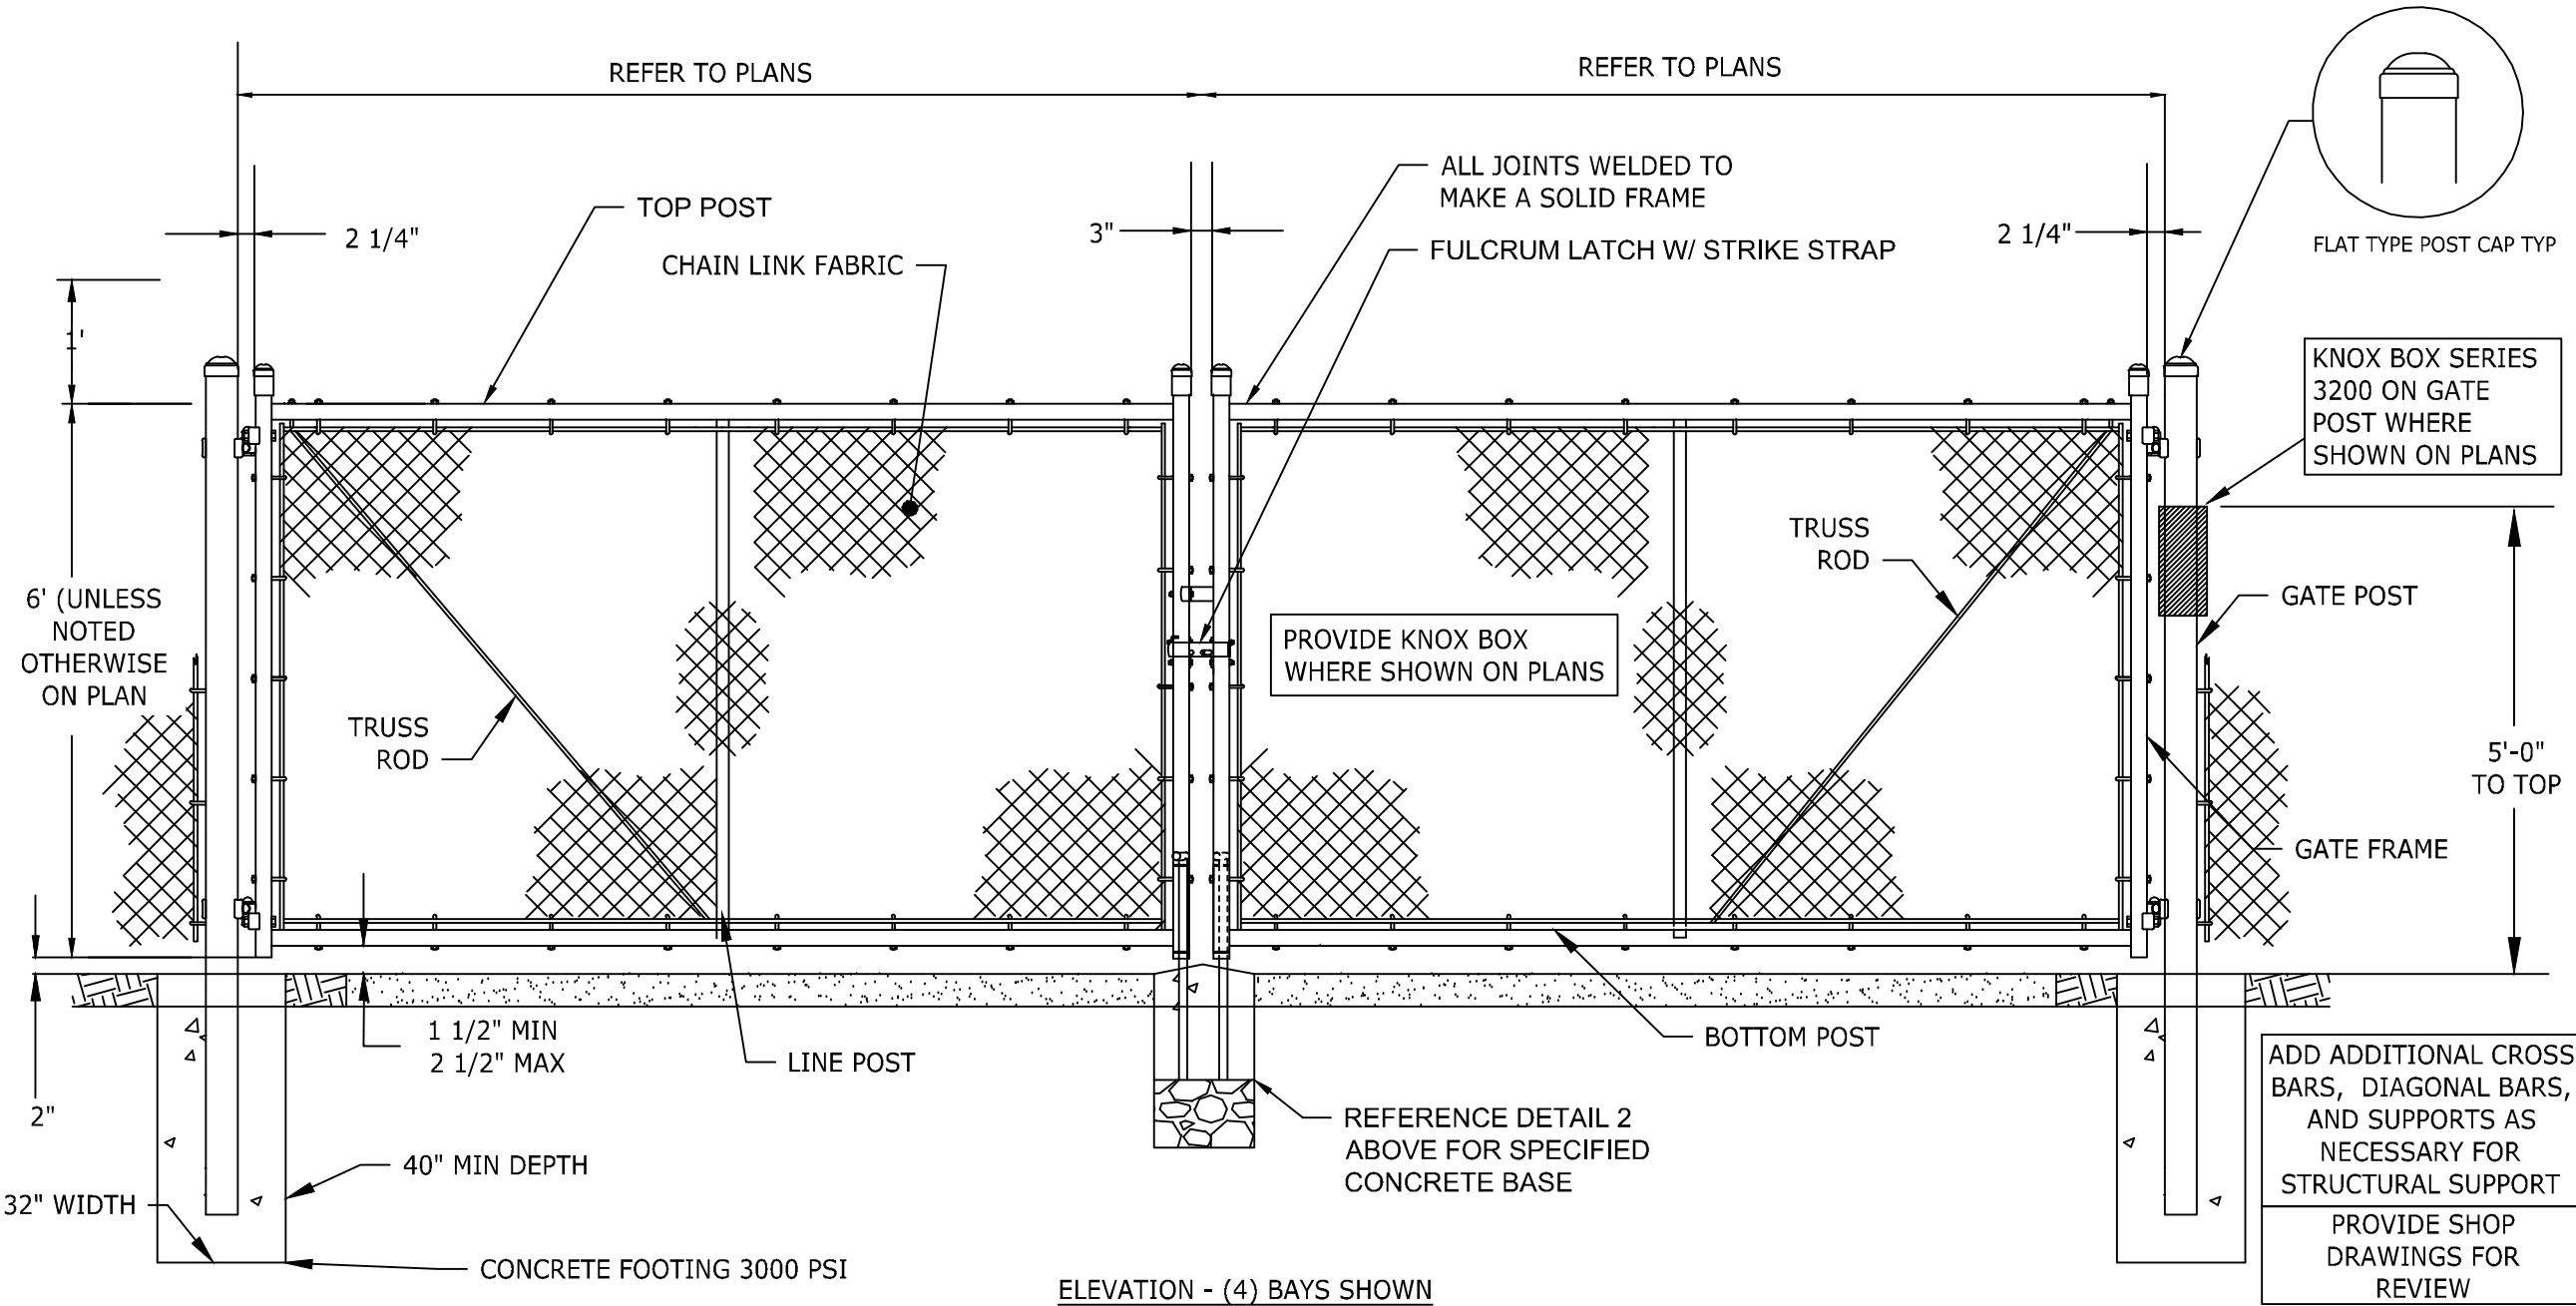 REFER TO PLANS
REFER TO PLANS
ALL JOINTS WELDED TO
MAKE A SOLID FRAME
TOP POST
2 1/4"
3"
2 1/4"
FULCRUM LATCH W/ STRIKE STRAP
FLAT TYPE POST CAP TYP
CHAIN LINK FABRIC
1'
KNOX BOX SERIES
3200 ON GATE
POST WHERE
SHOWN ON PLANS
TRUSS
ROD
6' (UNLESS
NOTED
OTHERWISE
ON PLAN
GATE POST
PROVIDE KNOX BOX
WHERE SHOWN ON PLANS
TRUSS
ROD
5'-0"
TO TOP
GATE FRAME
1 1/2" MIN
2 1/2" MAX
LINE POST
BOTTOM POST
2"
REFERENCE DETAIL 2
ABOVE FOR SPECIFIED
CONCRETE BASE
ADD ADDITIONAL CROSS
BARS, DIAGONAL BARS,
AND SUPPORTS AS
NECESSARY FOR
STRUCTURAL SUPPORT
40" MIN DEPTH
32" WIDTH
CONCRETE FOOTING 3000 PSI
PROVIDE SHOP
DRAWINGS FOR
REVIEW
ELEVATION - (4) BAYS SHOWN